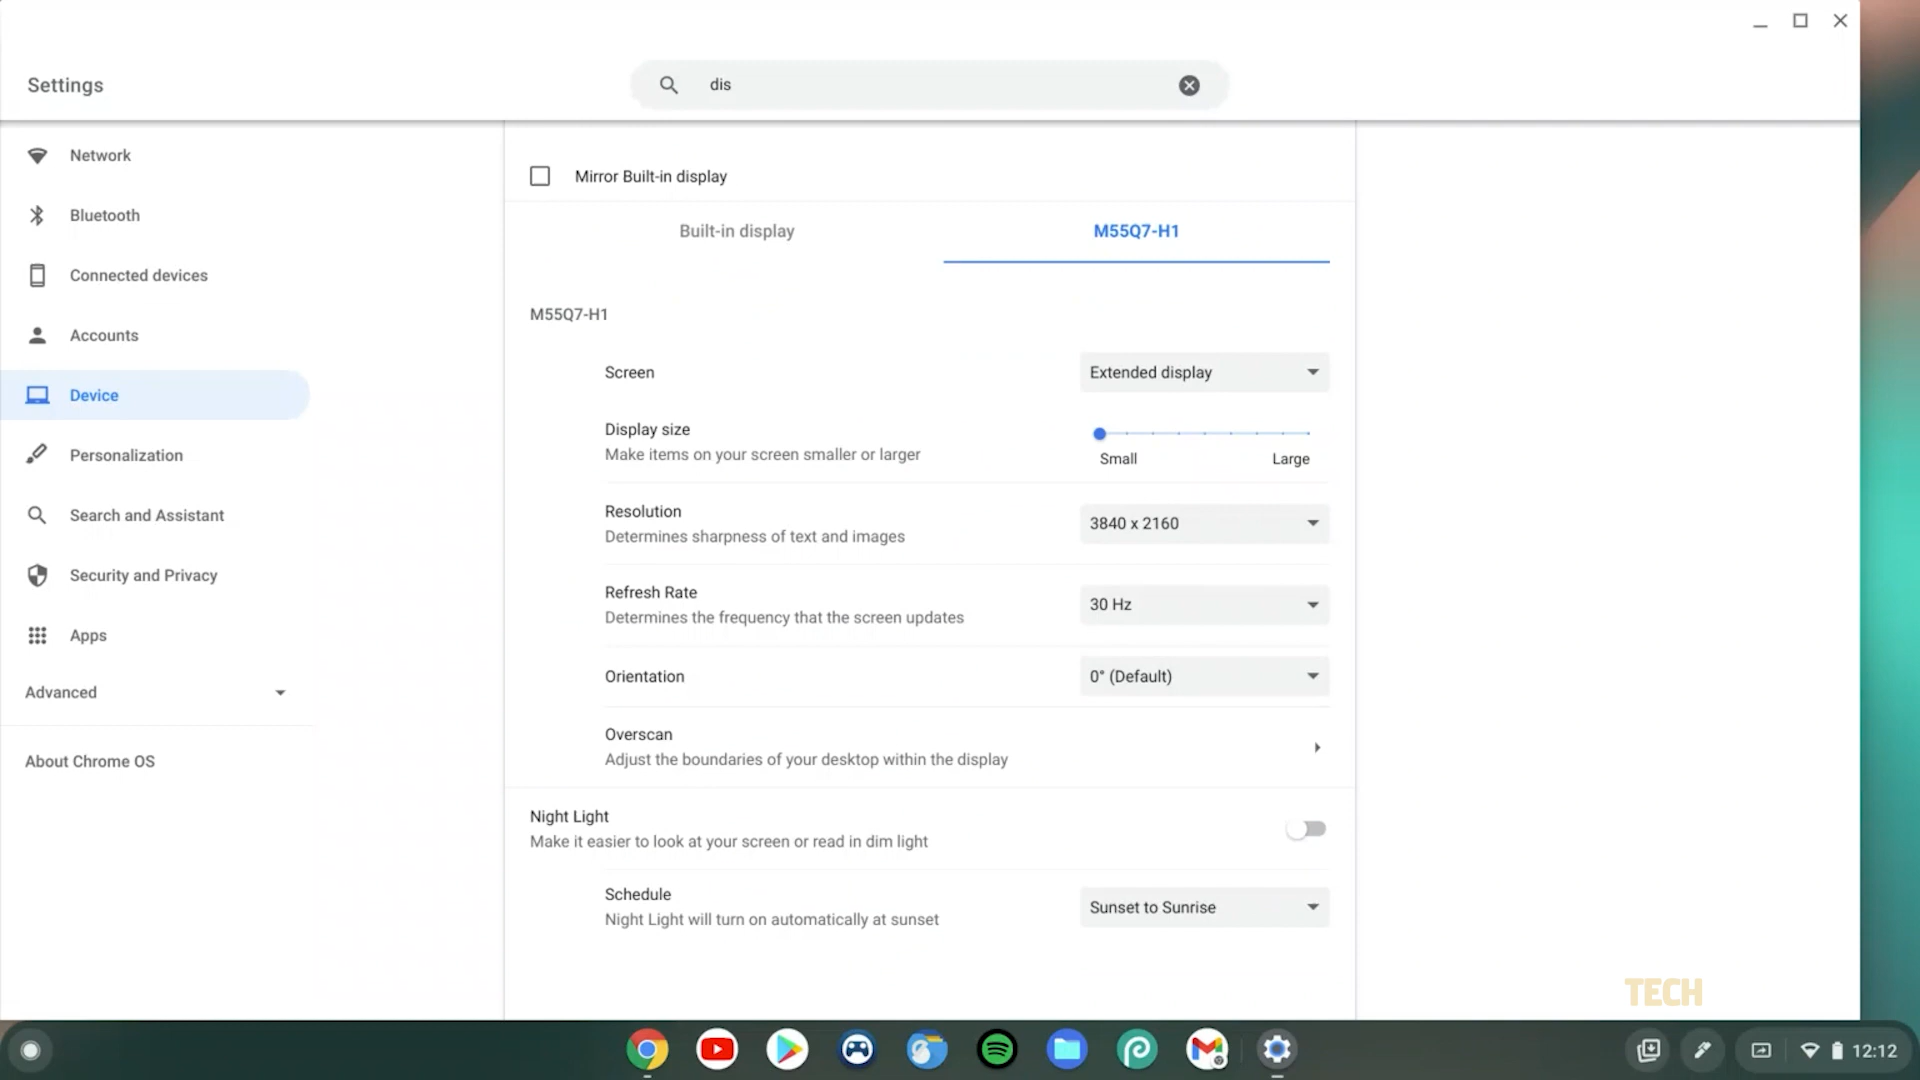 Settings
dis
Network
Bluetooth
Connected devices
Accounts
Device
Personalization
Search and Assistant
Security and Privacy
Apps
Advanced
About Chrome OS
Mirror Built-in display
Built-in display
M55Q7-H1
M55Q7-H1
Screen
Extended display
Display size
Make items on your screen smaller or larger
Small
Large
Resolution
Determines sharpness of text and images
3840 x 2160
Refresh Rate
Determines the frequency that the screen updates
30 Hz
Orientation
0° (Default)
Overscan
Adjust the boundaries of your desktop within the display
Night Light
Make it easier to look at your screen or read in dim light
Schedule
Night Light will turn on automatically at sunset
Sunset to Sunrise
TECH
12:12